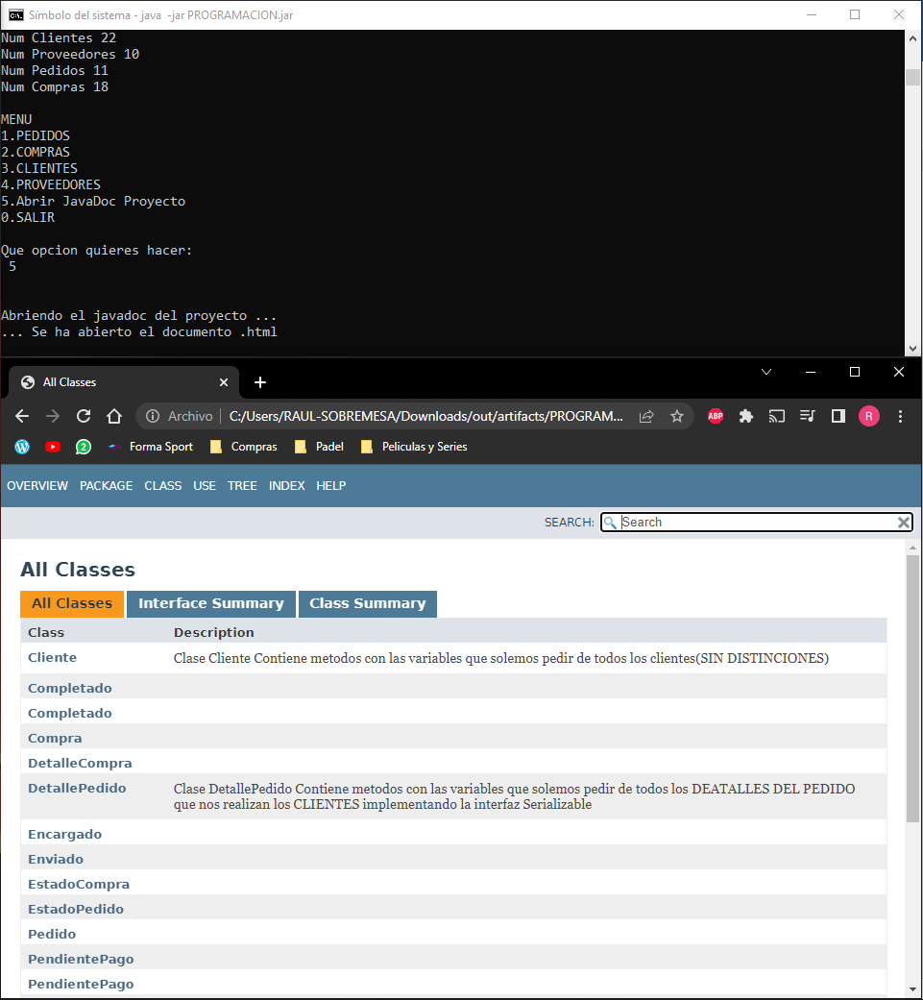 Símbolo del sistema - java  -jar PROGRAMACION.jar
Num Clientes 22
Num Proveedores 10
Num Pedidos 11
Num Compras 18
MENU
1.PEDIDOS
2.COMPRAS
3.CLIENTES
4.PROVEEDORES
5.Abrir JavaDoc Proyecto
0.SALIR
Que opcion quieres hacer:
5
Abriendo el javadoc del proyecto ...
... Se ha abierto el documento .html
All Classes
Archivo C:/Users/RAUL-SOBREMESA/Downloads/out/artifacts/PROGRAM... ABP R
2 Forma Sport Compras Padel Peliculas y Series
OVERVIEW PACKAGE CLASS USE TREE INDEX HELP
SEARCH: Search
All Classes
All Classes Interface Summary Class Summary
Class Description
Cliente Clase Cliente Contiene metodos con las variables que solemos pedir de todos los clientes(SIN DISTINCIONES)
Completado
Completado
Compra
DetalleCompra
DetallePedido Clase DetallePedido Contiene metodos con las variables que solemos pedir de todos los DEATALLES DEL PEDIDO
que nos realizan los CLIENTES implementando la interfaz Serializable
Encargado
Enviado
EstadoCompra
EstadoPedido
Pedido
PendientePago
PendientePago